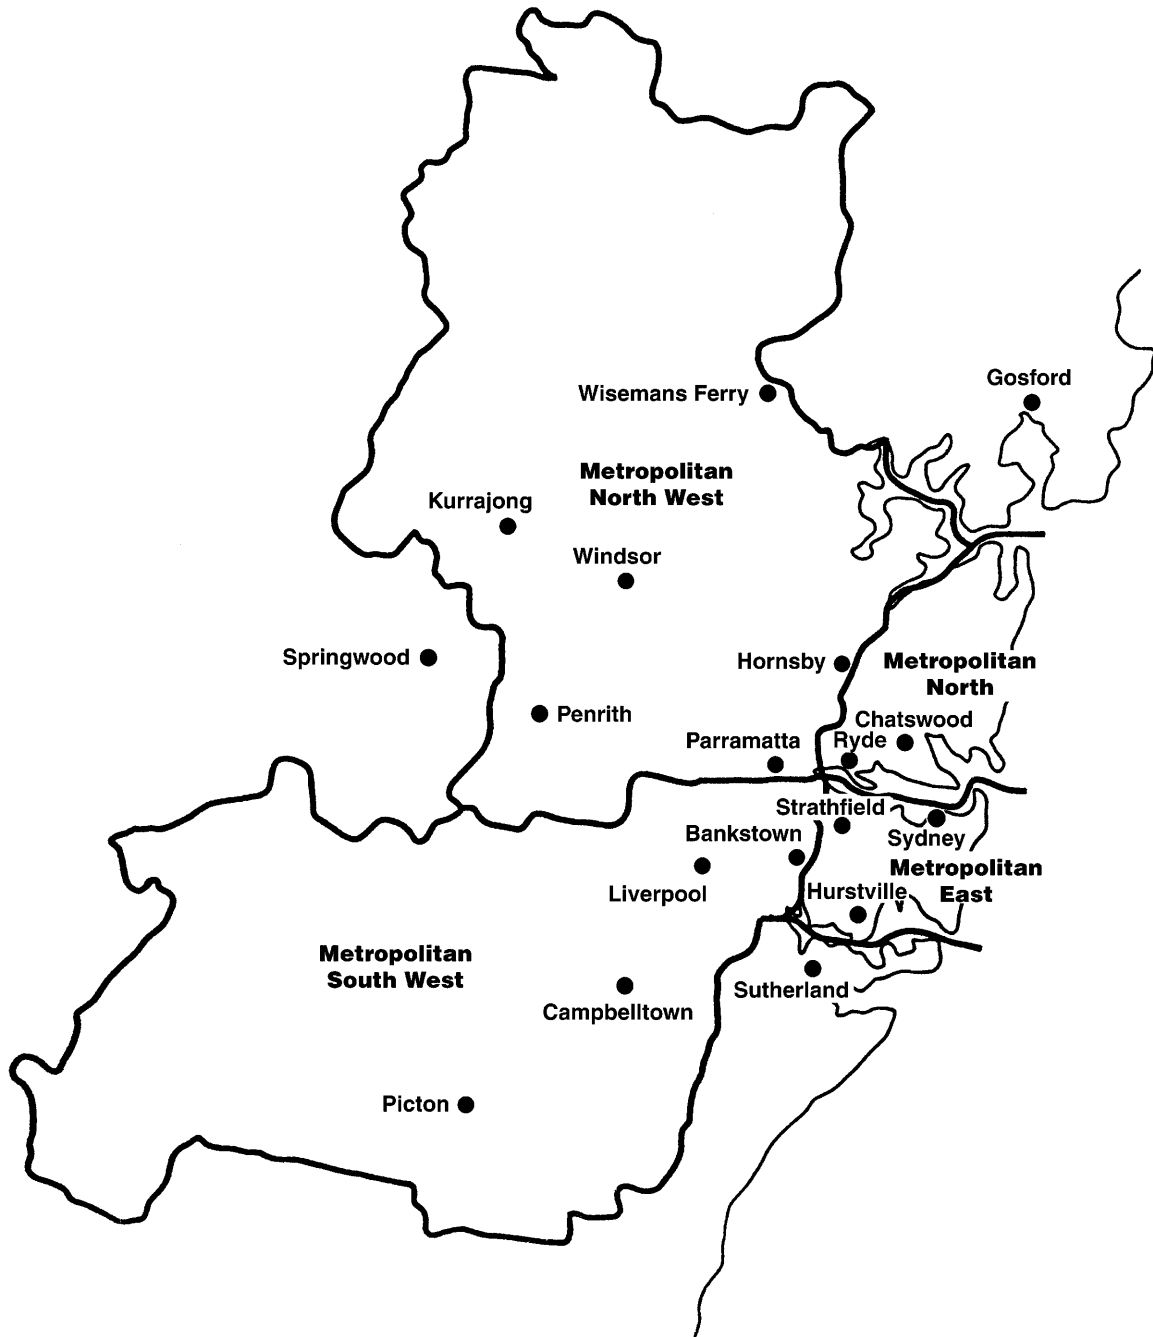 Gosford
Wisemans Ferry
Metropolitan
North West
Kurrajong
Windsor
Springwood
Hornsby
Metropolitan
North
Penrith
Chatswood
Parramatta
Ryde
Strathfield
Bankstown
Sydney
Metropolitan
East
Liverpool
Hurstville
Metropolitan
South West
Sutherland
Campbelltown
Picton